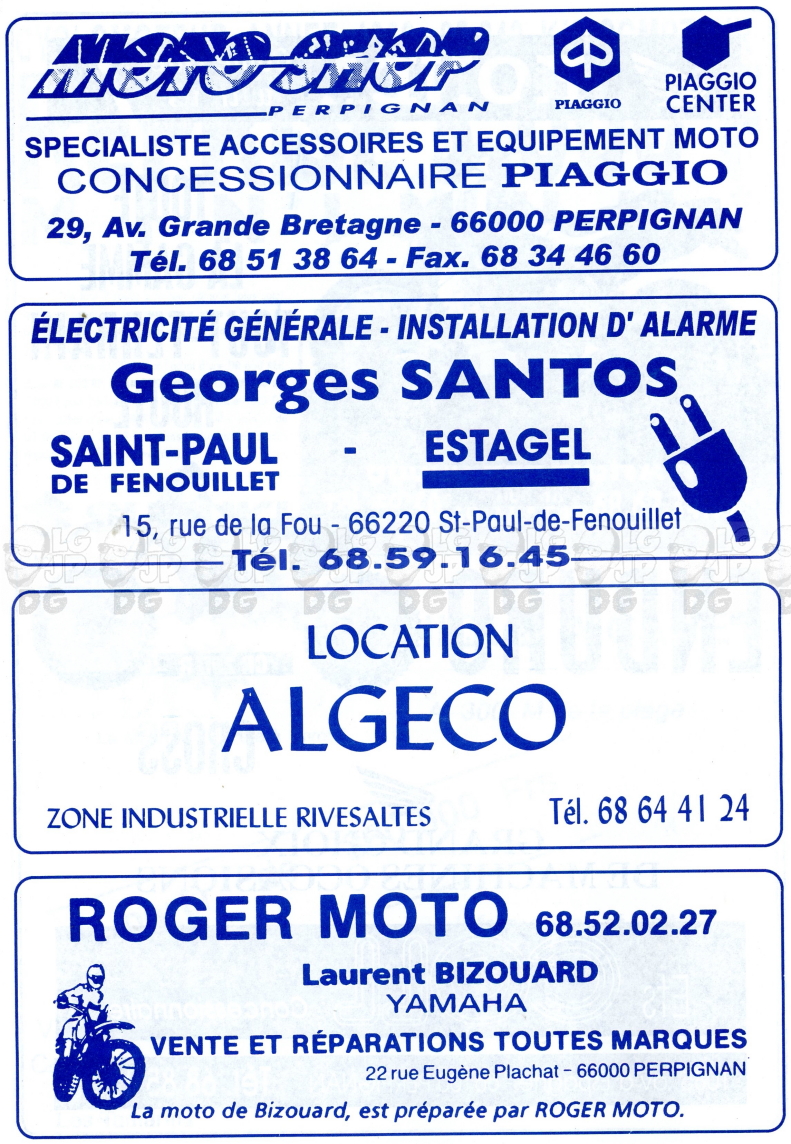 MOTO SHOP
PERPIGNAN
PIAGGIO
PIAGGIO
CENTER
SPECIALISTE ACCESSOIRES ET EQUIPEMENT MOTO
CONCESSIONNAIRE PIAGGIO
29, Av. Grande Bretagne - 66000 PERPIGNAN
Tél. 68 51 38 64 - Fax. 68 34 46 60
ÉLECTRICITÉ GÉNÉRALE - INSTALLATION D' ALARME
Georges SANTOS
SAINT-PAUL - ESTAGEL
DE FENOUILLET
15, rue de la Fou - 66220 St-Paul-de-Fenouillet
Tél. 68.59.16.45
LOCATION
ALGECO
ZONE INDUSTRIELLE RIVESALTES Tél. 68 64 41 24
ROGER MOTO 68.52.02.27
Laurent BIZOUARD
YAMAHA
VENTE ET RÉPARATIONS TOUTES MARQUES
22 rue Eugène Plachat - 66000 PERPIGNAN
La moto de Bizouard, est préparée par ROGER MOTO.